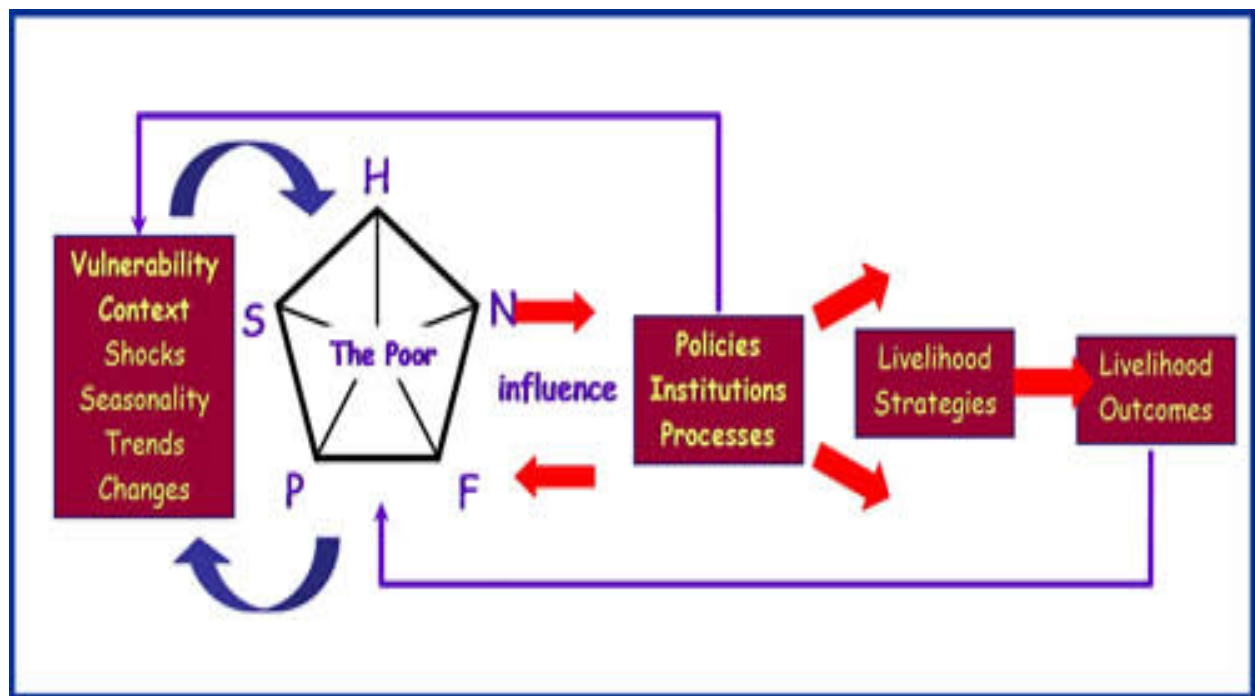 Vulnerability
Context
Shocks
Seasonality
Trends
Changes
H
S
N
The Poor
P
F
influence
Policies
Institutions
Processes
Livelihood
Strategies
Livelihood
Outcomes